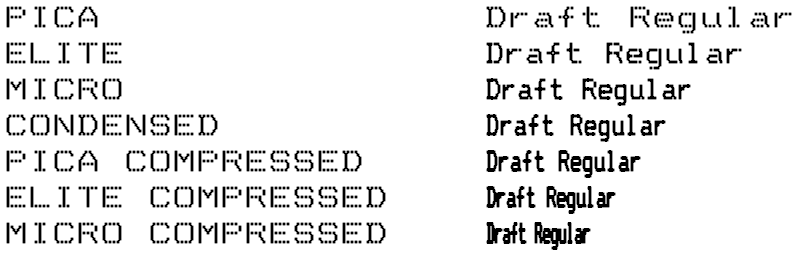 PICA Draft Regular
ELITE Draft Regular
MICRO Draft Regular
CONDENSED Draft Regular
PICA COMPRESSED Draft Regular
ELITE COMPRESSED Draft Regular
MICRO COMPRESSED Draft Regular